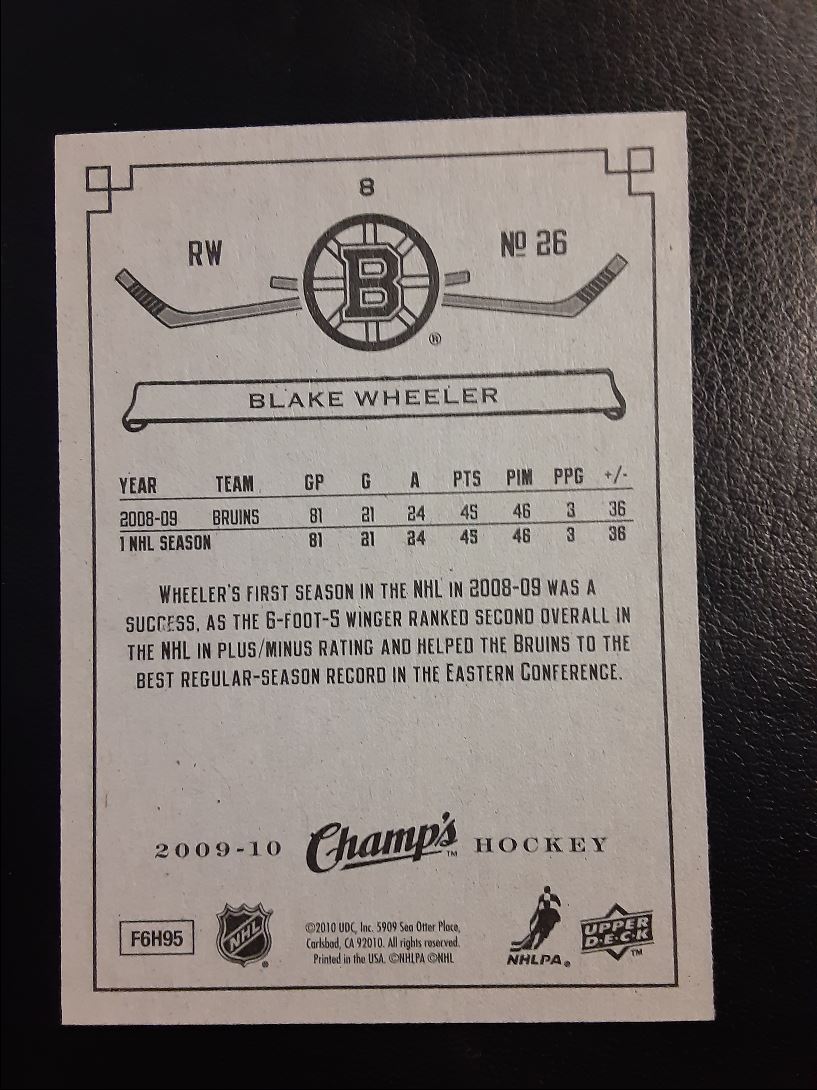 8
RW
Nº 26
B
®
BLAKE WHEELER
YEAR TEAM GP G A PTS PIM PPG +/-
2008-09 BRUINS 81 21 24 45 46 3 36
1 NHL SEASON 81 21 24 45 46 3 36
WHEELER'S FIRST SEASON IN THE NHL IN 2008-09 WAS A
SUCCESS, AS THE 6-FOOT-5 WINGER RANKED SECOND OVERALL IN
THE NHL IN PLUS/MINUS RATING AND HELPED THE BRUINS TO THE
BEST REGULAR-SEASON RECORD IN THE EASTERN CONFERENCE.
2009-10 Champ's™ HOCKEY
F6H95
NHL ®
©2010 UDC, Inc. 5909 Sea Otter Place,
Carlsbad, CA 92010. All rights reserved.
Printed in the USA. ©NHLPA ©NHL
NHLPA®
UPPER
D·E·C·K
™